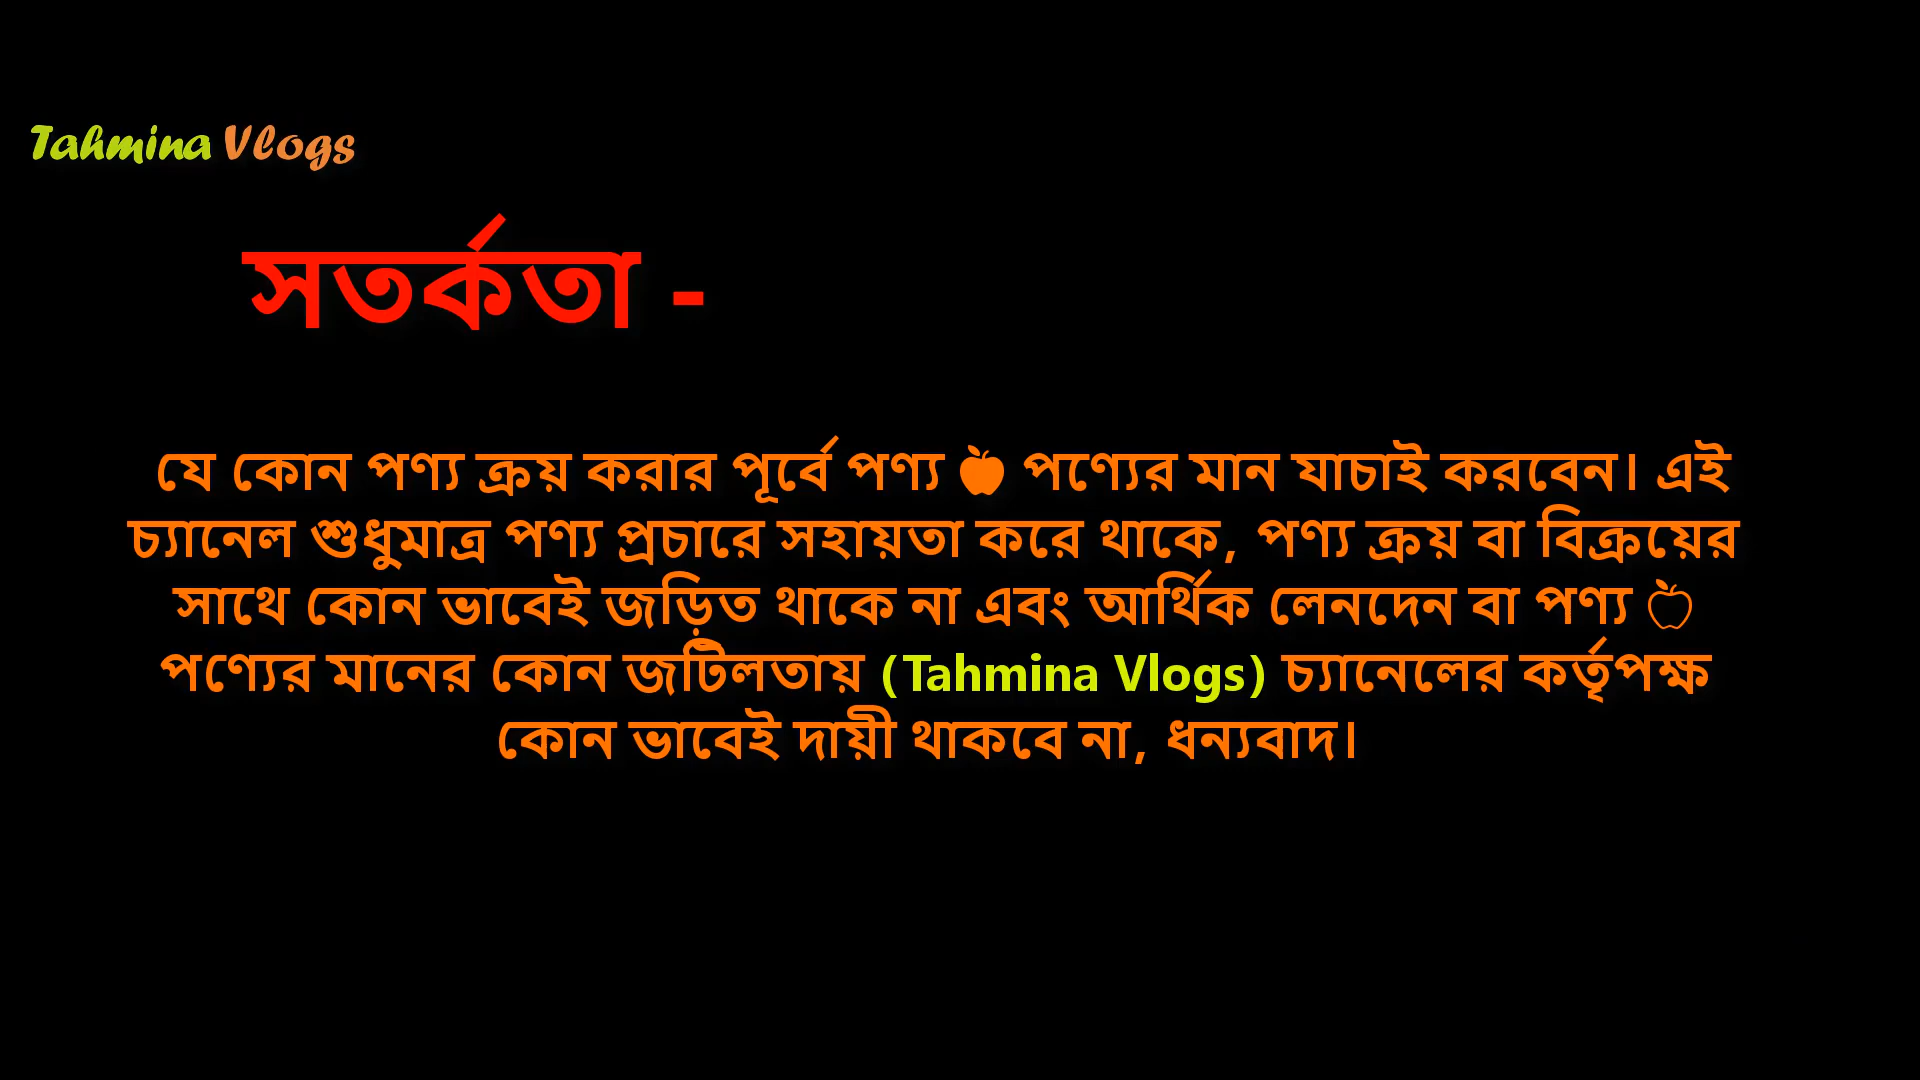 Tahmina Vlogs
সতর্কতা -
যে কোন পণ্য ক্রয় করার পূর্বে পণ্য 🍎 পণ্যের মান যাচাই করবেন। এই
চ্যানেল শুধুমাত্র পণ্য প্রচারে সহায়তা করে থাকে, পণ্য ক্রয় বা বিক্রয়ের
সাথে কোন ভাবেই জড়িত থাকে না এবং আর্থিক লেনদেন বা পণ্য 🍎
পণ্যের মানের কোন জটিলতায় (Tahmina Vlogs) চ্যানেলের কর্তৃপক্ষ
কোন ভাবেই দায়ী থাকবে না, ধন্যবাদ।